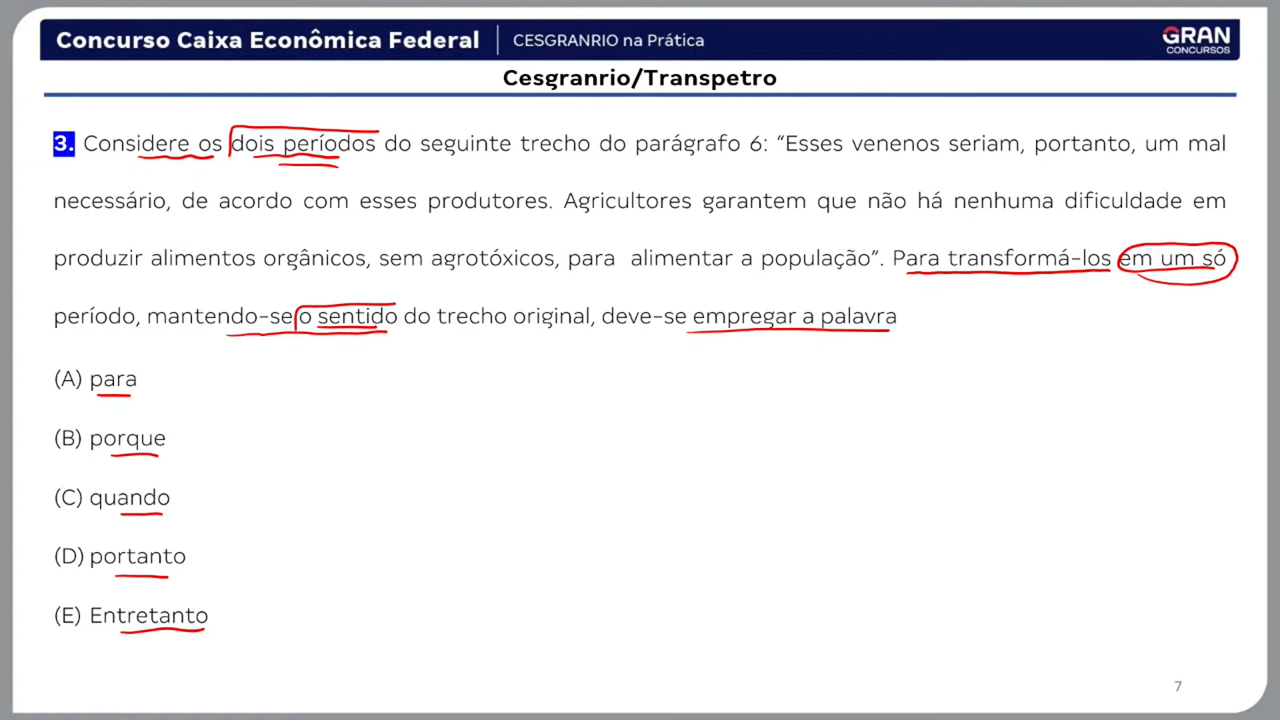 Concurso Caixa Econômica Federal | CESGRANRIO na Prática
GRAN
CONCURSOS
Cesgranrio/Transpetro
3. Considere os dois períodos do seguinte trecho do parágrafo 6: “Esses venenos seriam, portanto, um mal
necessário, de acordo com esses produtores. Agricultores garantem que não há nenhuma dificuldade em
produzir alimentos orgânicos, sem agrotóxicos, para alimentar a população”. Para transformá-los em um só
período, mantendo-se o sentido do trecho original, deve-se empregar a palavra
(A) para
(B) porque
(C) quando
(D) portanto
(E) Entretanto
7